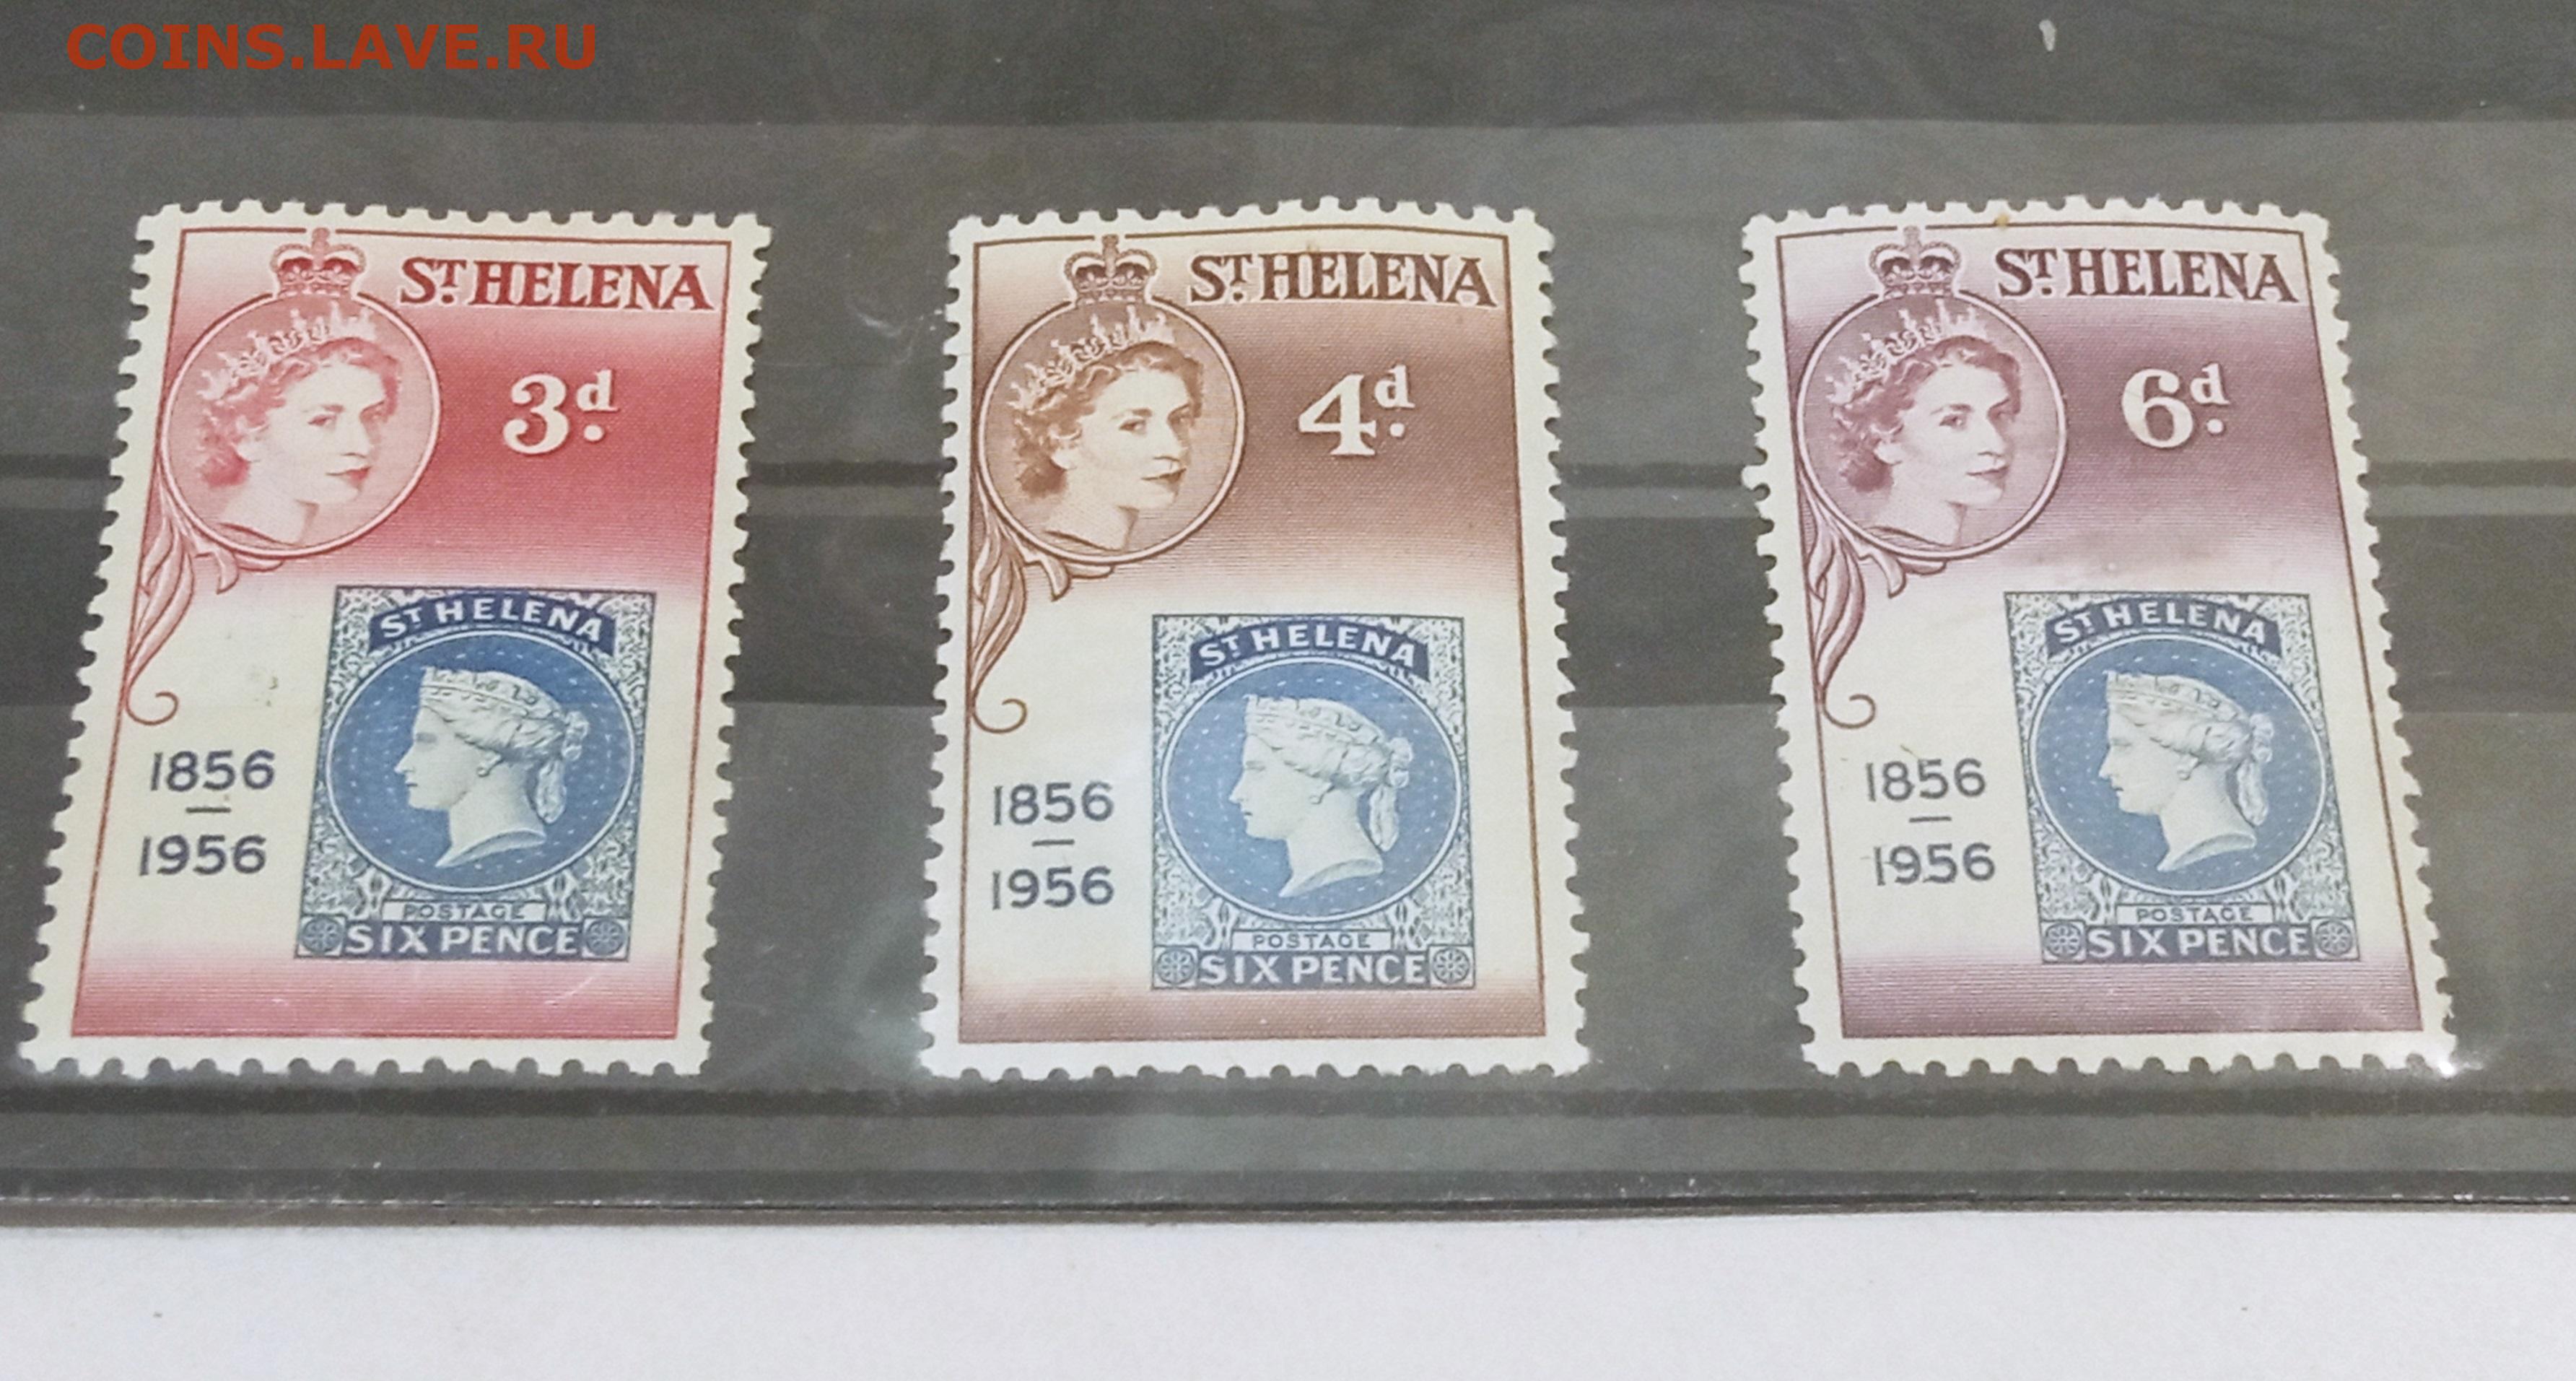 COINS.LAVE.RU
ST. HELENA
3d.
ST HELENA
1856
—
1956
POSTAGE
SIX PENCE
ST. HELENA
4d.
ST HELENA
1856
—
1956
POSTAGE
SIX PENCE
ST. HELENA
6d.
ST HELENA
1856
—
1956
POSTAGE
SIX PENCE